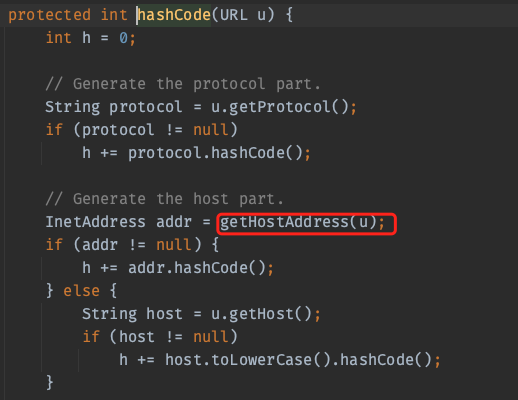 protected int hashCode(URL u) {
    int h = 0;

    // Generate the protocol part.
    String protocol = u.getProtocol();
    if (protocol != null)
        h += protocol.hashCode();

    // Generate the host part.
    InetAddress addr = getHostAddress(u);
    if (addr != null) {
        h += addr.hashCode();
    } else {
        String host = u.getHost();
        if (host != null)
            h += host.toLowerCase().hashCode();
    }